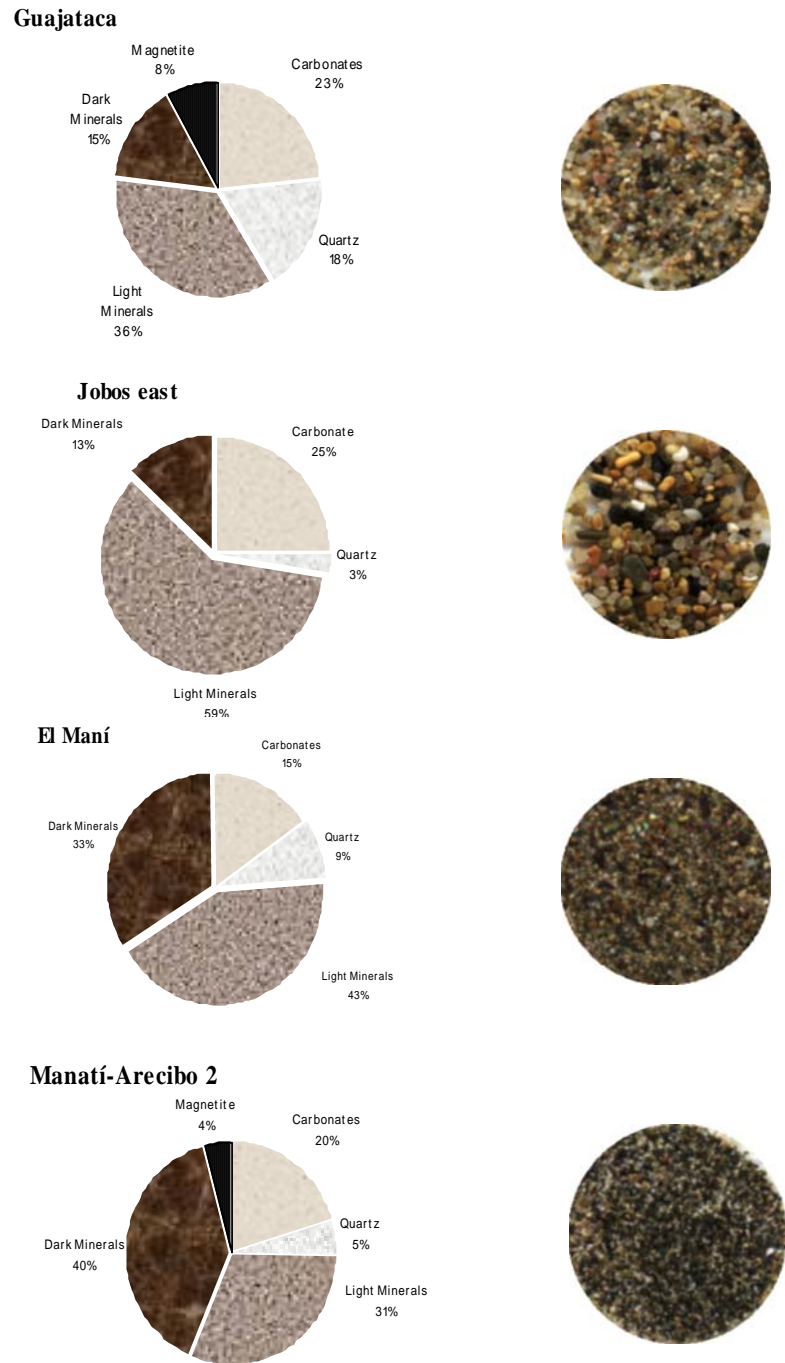 Guajataca
Magnetite
8%
Carbonates
23%
Dark
Minerals
15%
Quartz
18%
Light
Minerals
36%
Jobos east
Dark Minerals
13%
Carbonate
25%
Quartz
3%
Light Minerals
59%
El Maní
Carbonates
15%
Dark Minerals
33%
Quartz
9%
Light Minerals
43%
Manatí-Arecibo 2
Magnetite
4%
Carbonates
20%
Quartz
5%
Dark Minerals
40%
Light Minerals
31%